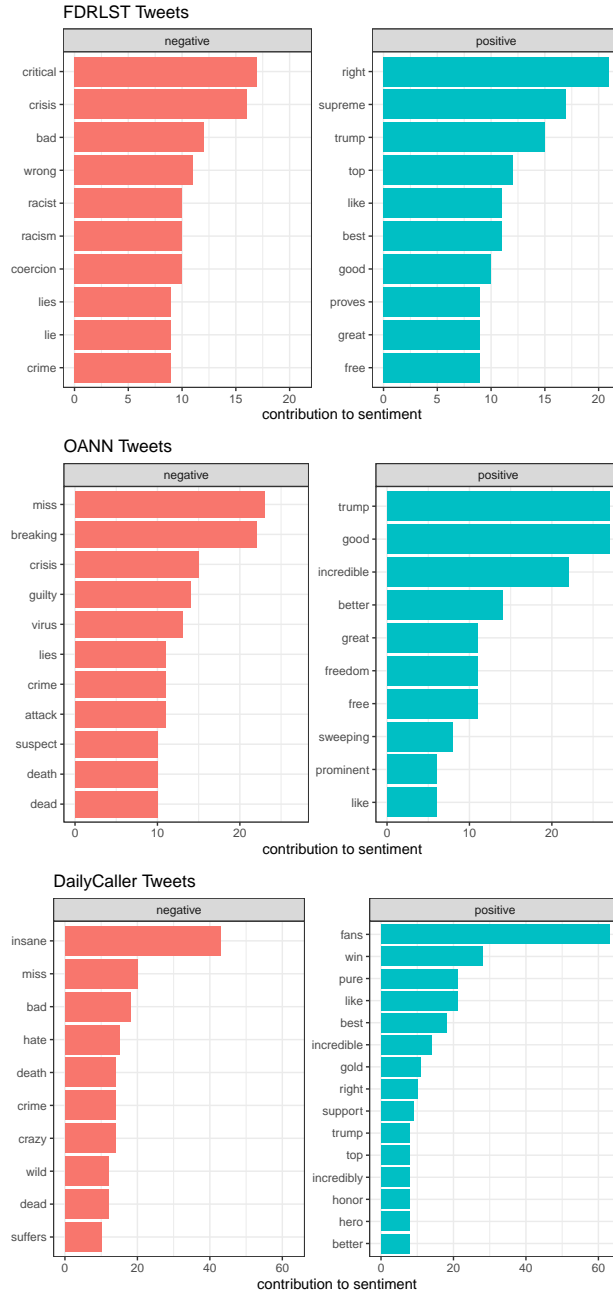 FDRLST Tweets
negative positive
critical right
crisis supreme
bad trump
wrong top
racist like
racism best
coercion good
lies proves
lie great
crime free
0 5 10 15 20 0 5 10 15 20
contribution to sentiment
OANN Tweets
negative positive
miss
breaking
crisis
guilty
virus
lies
crime
attack
suspect
death
dead
0 10 20
trump
good
incredible
better
great
freedom
free
sweeping
prominent
like
0 10 20
contribution to sentiment
DailyCaller Tweets
negative positive
insane
miss
bad
hate
death
crime
crazy
wild
dead
suffers
0 20 40 60
fans
win
pure
like
best
incredible
gold
right
support
trump
top
incredibly
honor
hero
better
0 20 40 60
contribution to sentiment